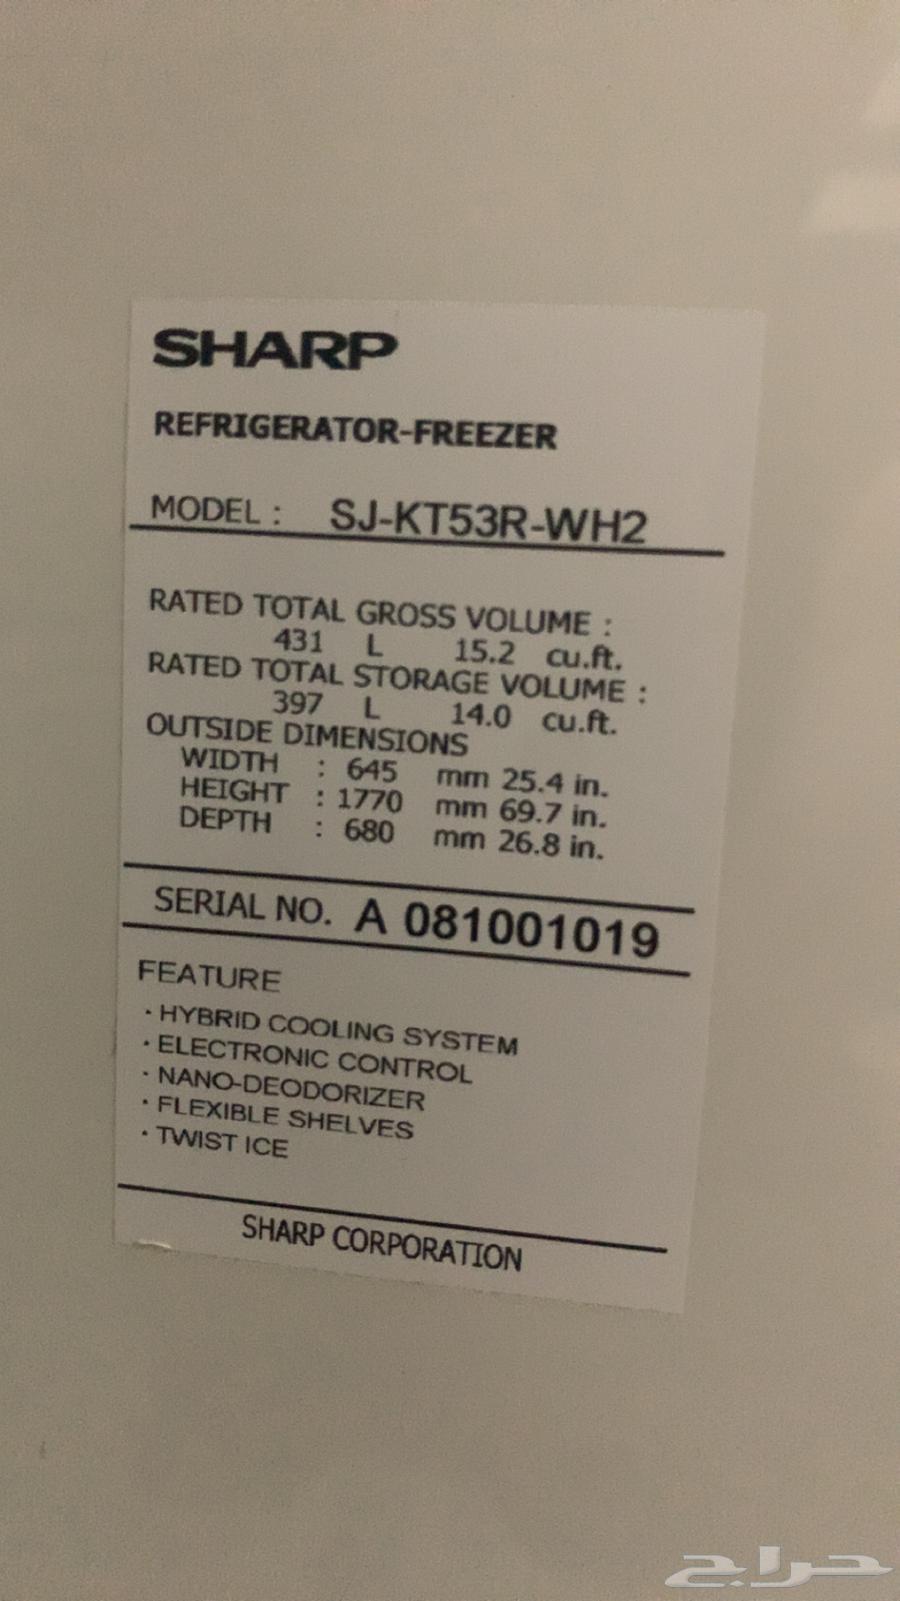 SHARP
REFRIGERATOR-FREEZER
MODEL : SJ-KT53R-WH2
RATED TOTAL GROSS VOLUME :
431 L 15.2 cu.ft.
RATED TOTAL STORAGE VOLUME :
397 L 14.0 cu.ft.
OUTSIDE DIMENSIONS
WIDTH : 645 mm 25.4 in.
HEIGHT : 1770 mm 69.7 in.
DEPTH : 680 mm 26.8 in.
SERIAL NO. A 081001019
FEATURE
· HYBRID COOLING SYSTEM
· ELECTRONIC CONTROL
· NANO-DEODORIZER
· FLEXIBLE SHELVES
· TWIST ICE
SHARP CORPORATION
حراج